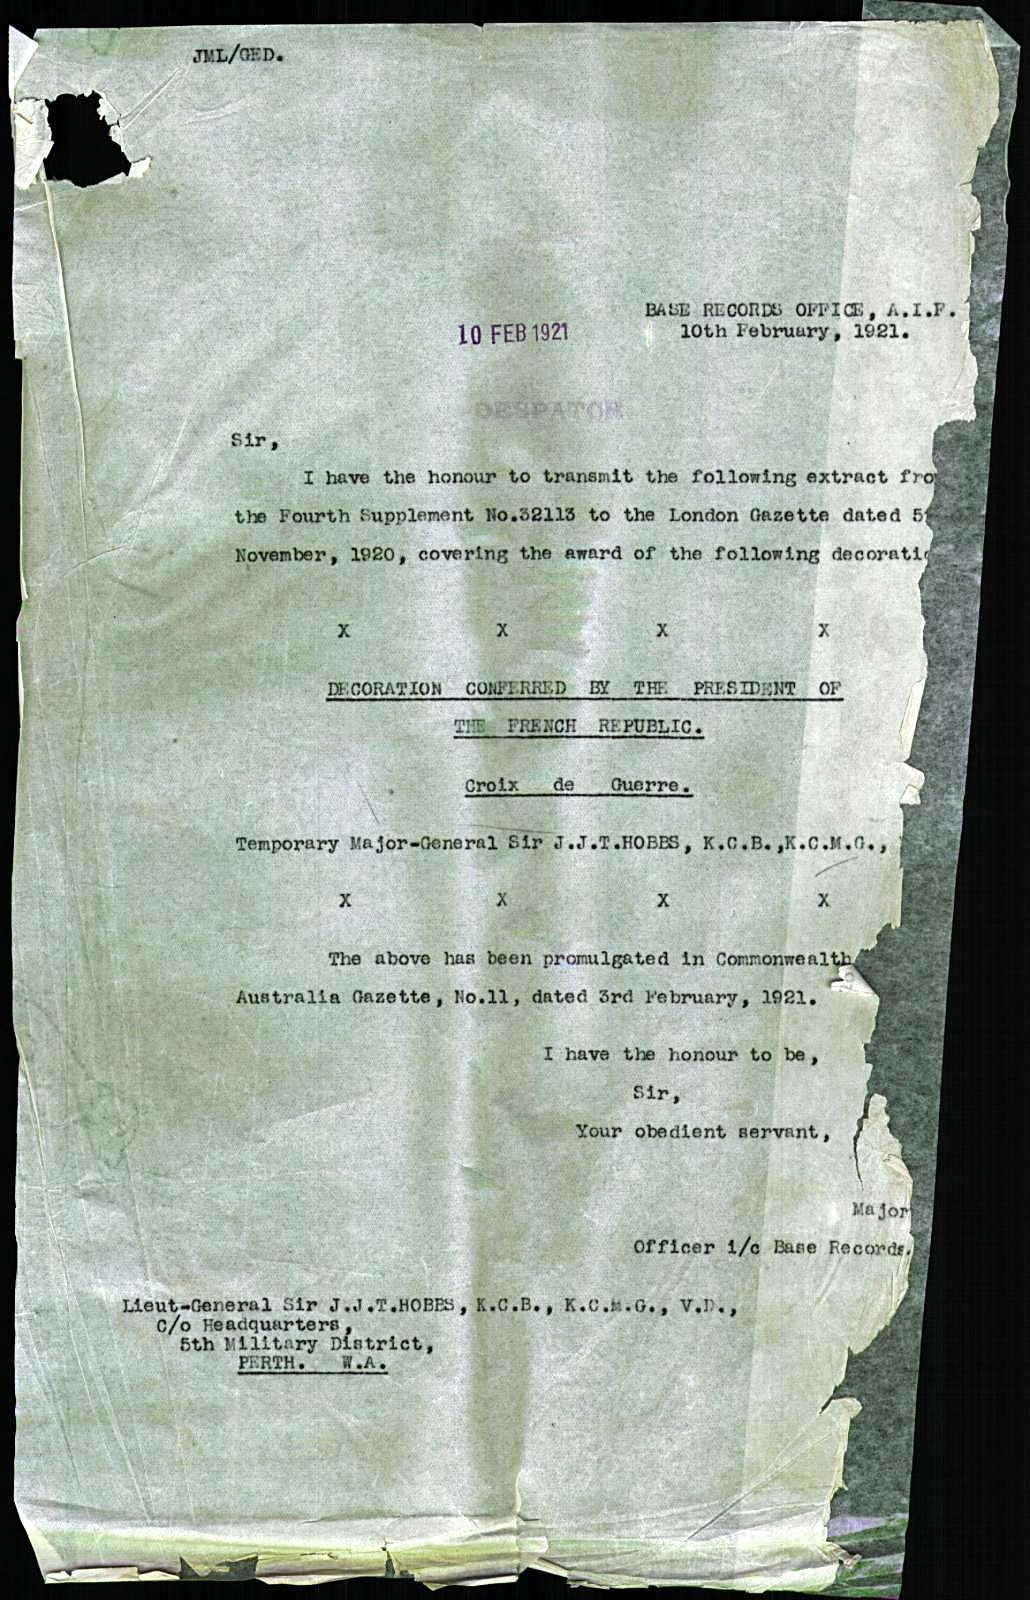 JML/GED.
BASE RECORDS OFFICE, A.I.F.
10 FEB 1921
10th February, 1921.
DESPATCH
Sir,
I have the honour to transmit the following extract fro
the Fourth Supplement No.32113 to the London Gazette dated 5
November, 1920, covering the award of the following decorati
X X X X
DECORATION CONFERRED BY THE PRESIDENT OF
THE FRENCH REPUBLIC.
Croix de Guerre.
Temporary Major-General Sir J.J.T.HOBBS, K.C.B.,K.C.M.G.,
X X X X
The above has been promulgated in Commonwealth
Australia Gazette, No.11, dated 3rd February, 1921.
I have the honour to be,
Sir,
Your obedient servant,
Major
Officer i/c Base Records.
Lieut-General Sir J.J.T.HOBBS, K.C.B., K.C.M.G., V.D.,
C/o Headquarters,
5th Military District,
PERTH. W.A.